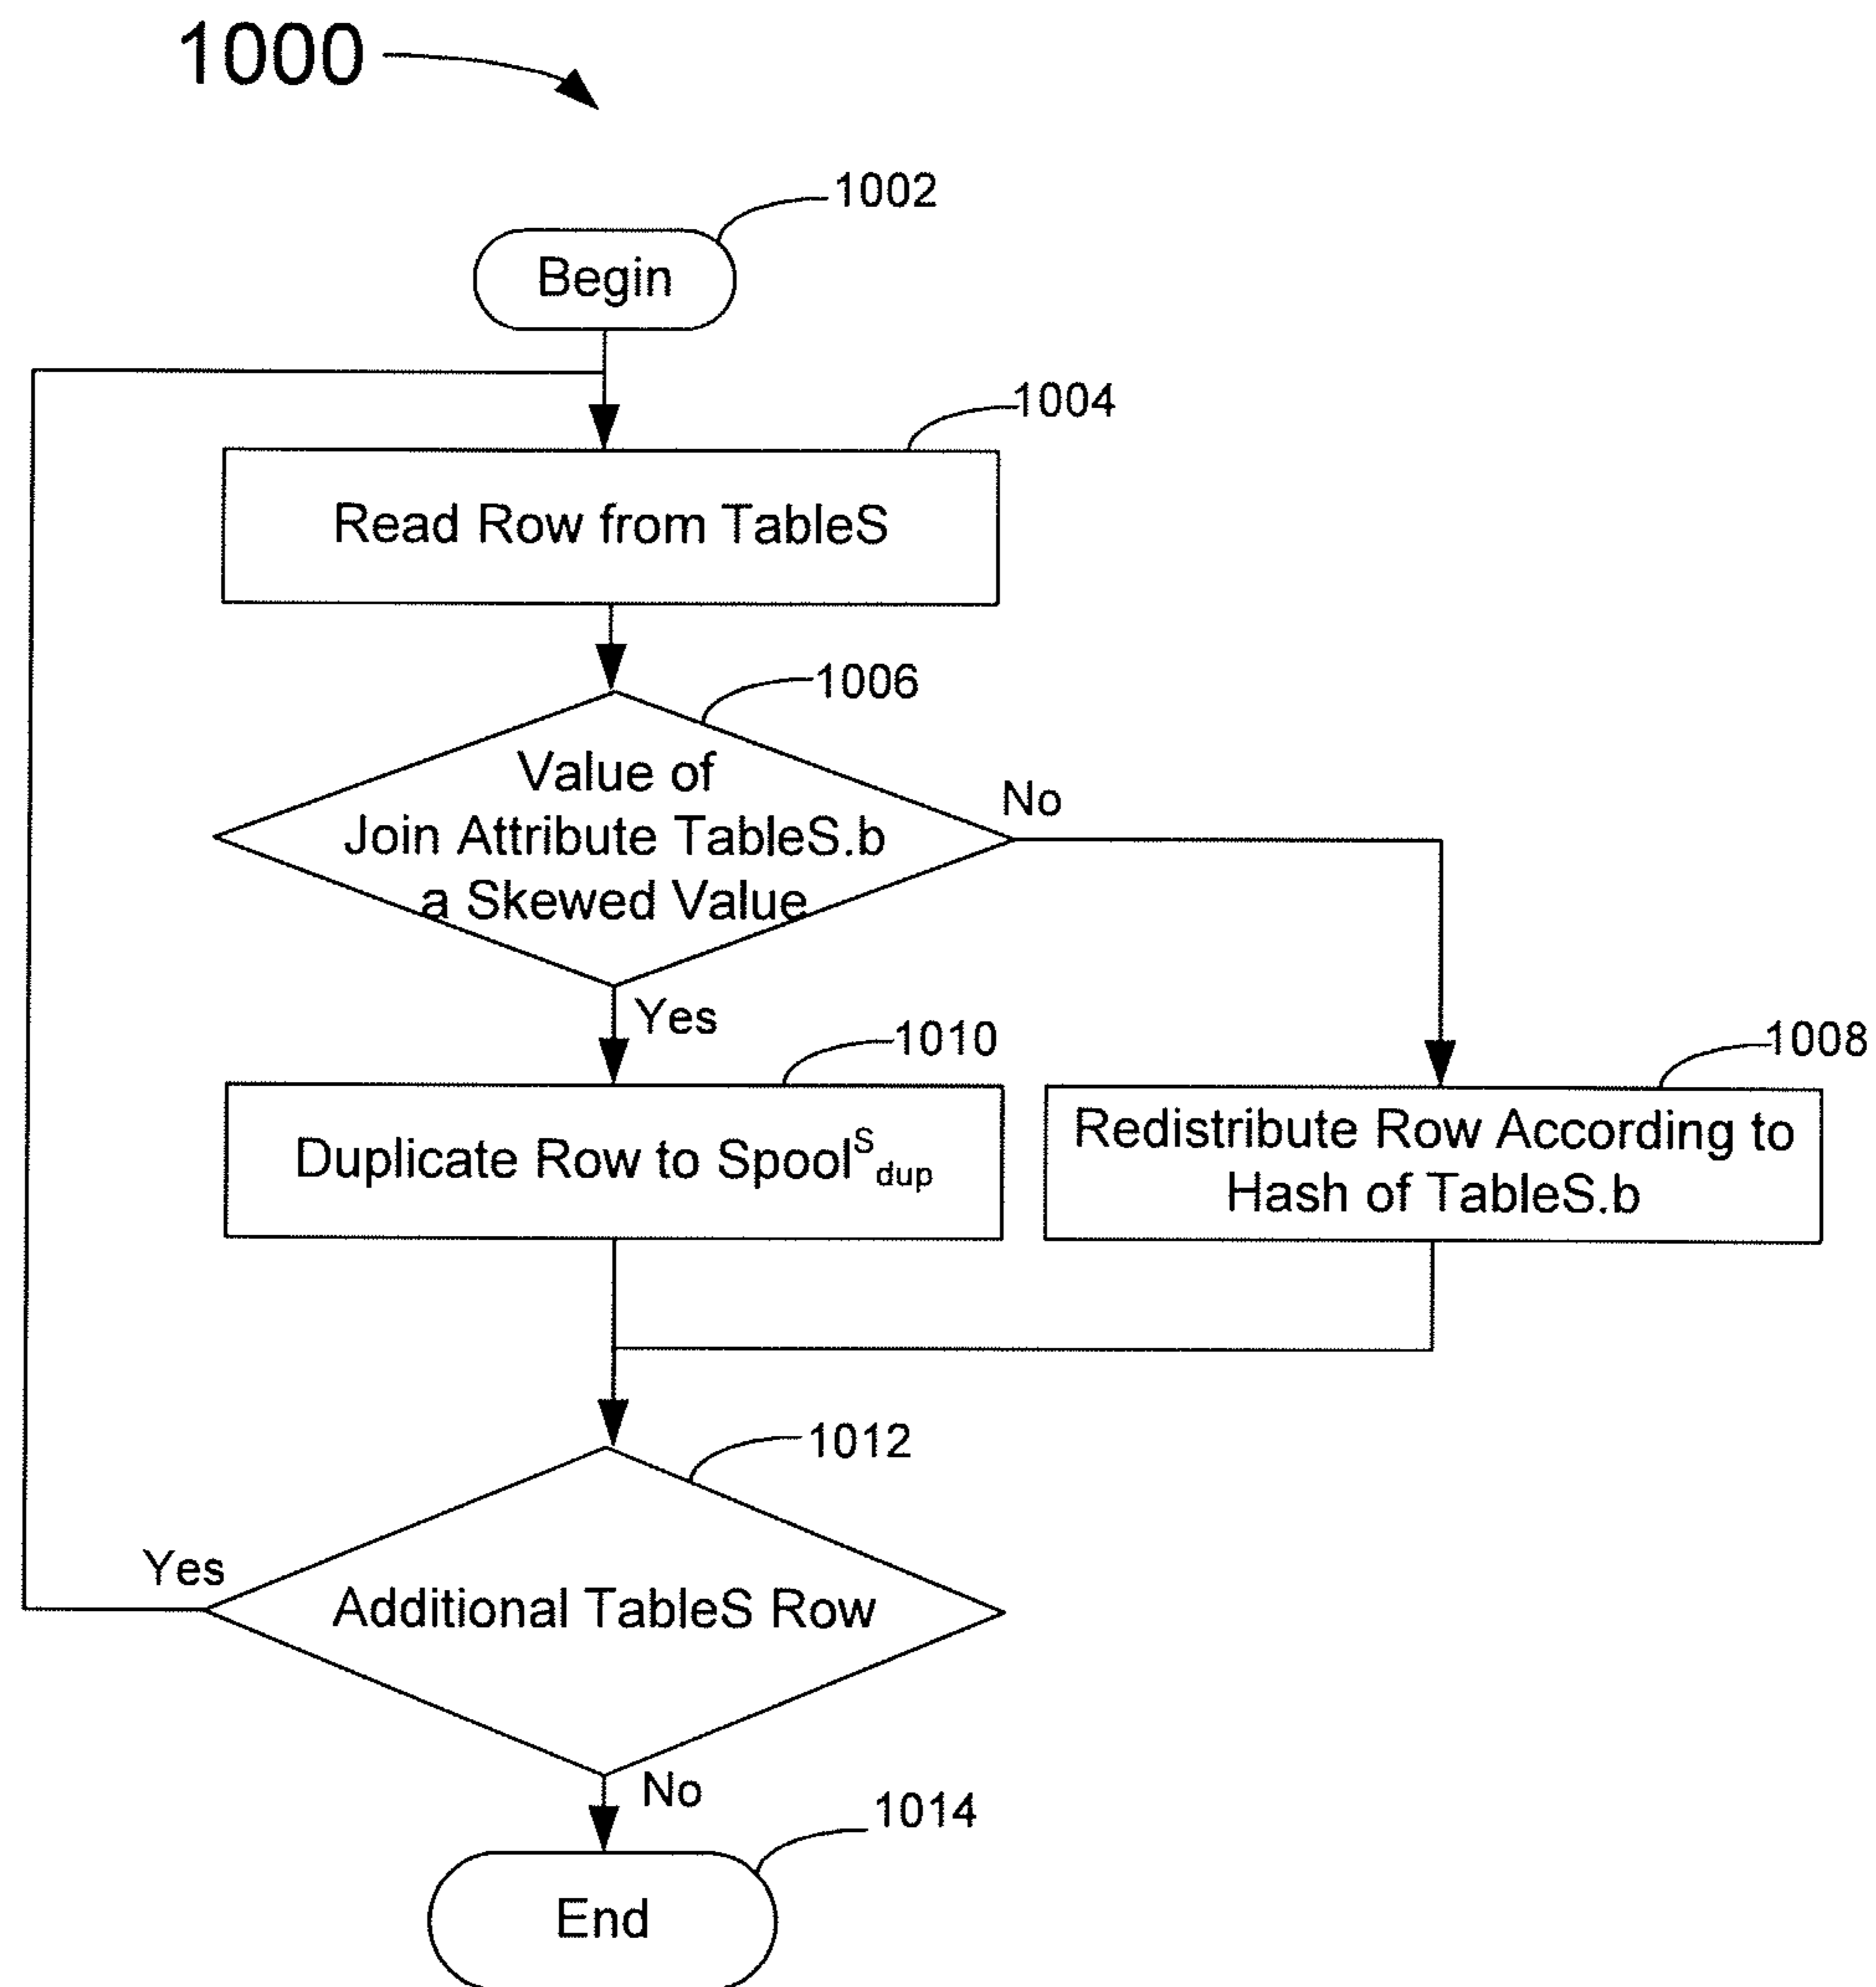 1000
1002
Begin
1004
Read Row from TableS
1006
Value of
Join Attribute TableS.b
a Skewed Value
No
Yes
1010
1008
Duplicate Row to Spool^S_dup
Redistribute Row According to
Hash of TableS.b
1012
Yes
Additional TableS Row
No
1014
End